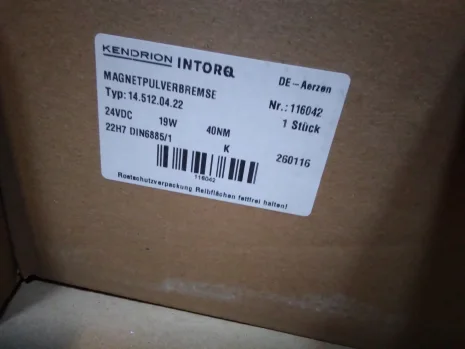 KENDRION INTORQ
DE-Aerzen
MAGNETPULVERBREMSE
Nr.: 116042
Typ: 14.512.04.22
1 Stück
24VDC 19W 40NM
22H7 DIN6885/1 K
260116
116042
Rostschutzverpackung Reibflächen fettfrei halten!